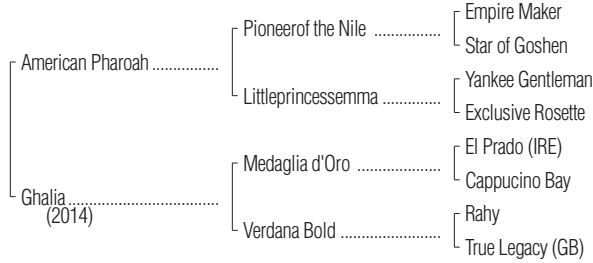 Empire Maker
Pioneerof the Nile ................
Star of Goshen
American Pharoah ................
Yankee Gentleman
Littleprincessemma ..............
Exclusive Rosette
El Prado (IRE)
Medaglia d'Oro ....................
Cappucino Bay
Ghalia ....................................
(2014)
Rahy
Verdana Bold ........................
True Legacy (GB)